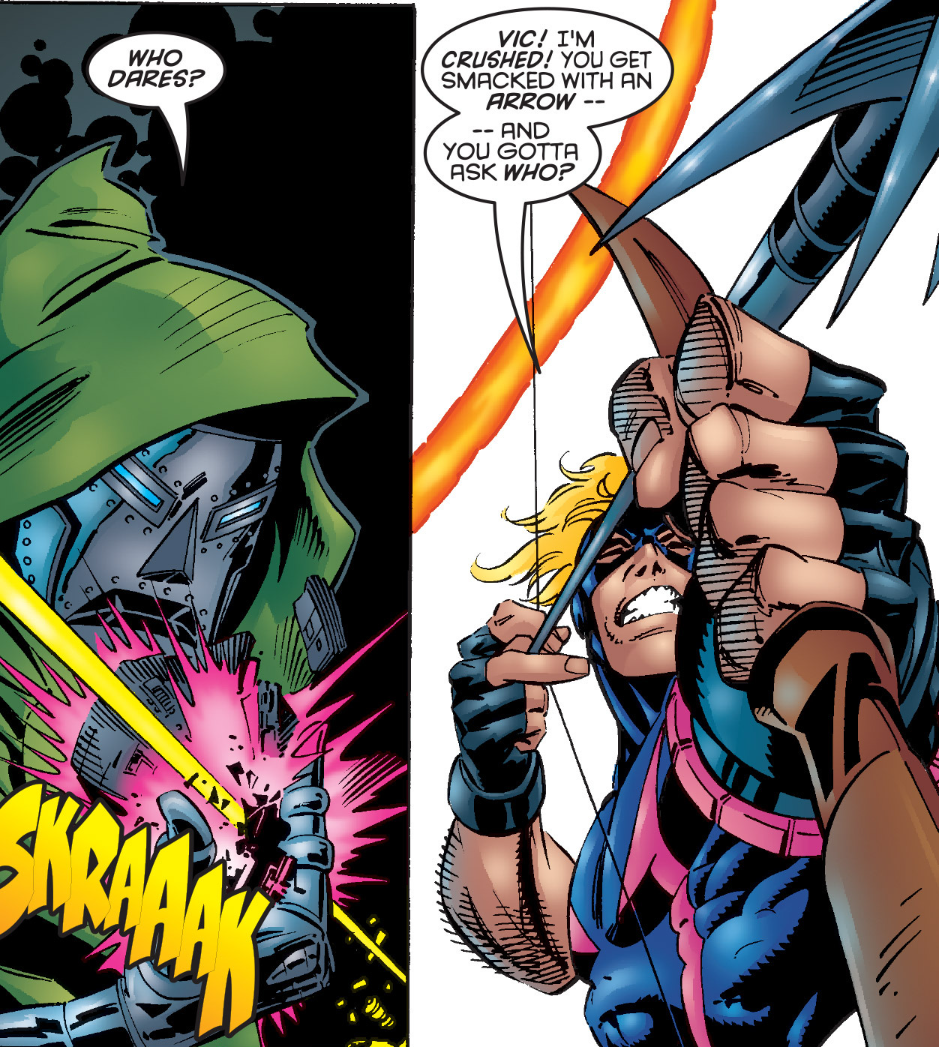 WHO
DARES?
VIC! I'M
CRUSHED! YOU GET
SMACKED WITH AN
ARROW --
-- AND
YOU GOTTA
ASK WHO?
SKRAAAK